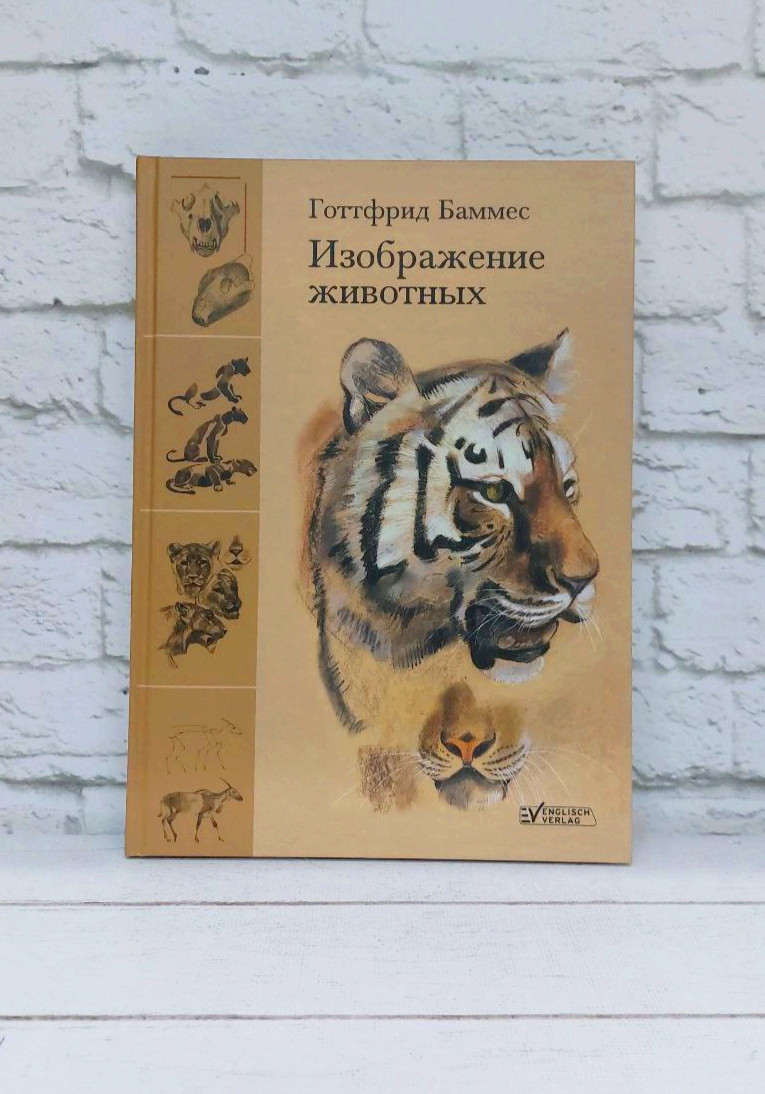 Готтфрид Баммес
Изображение
животных
EV ENGLISCH
VERLAG